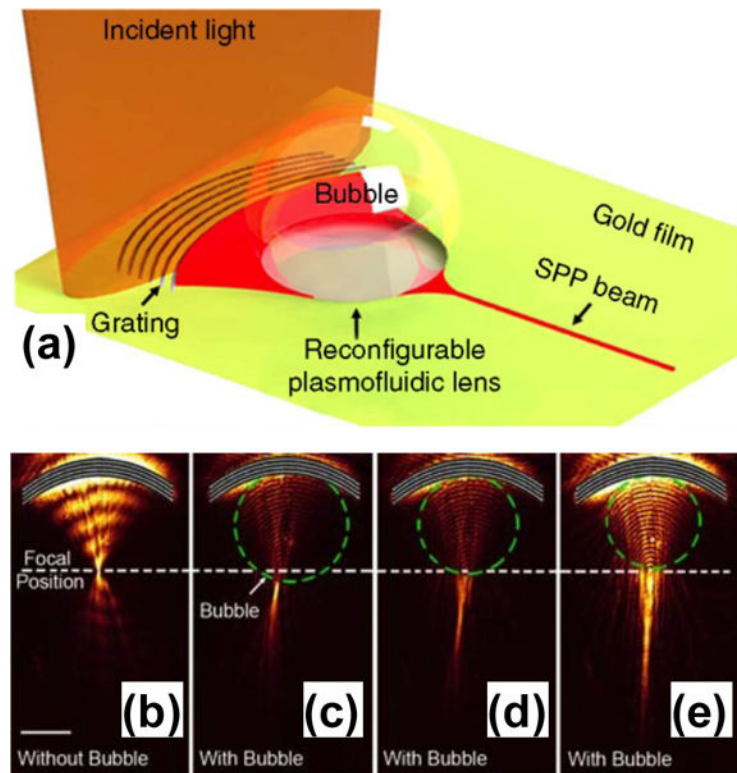 Incident light
Bubble
Gold film
SPP beam
Grating
(a)
Reconfigurable
plasmofluidic lens
Focal
Position
Bubble
(b)
(c)
(d)
(e)
Without Bubble
With Bubble
With Bubble
With Bubble